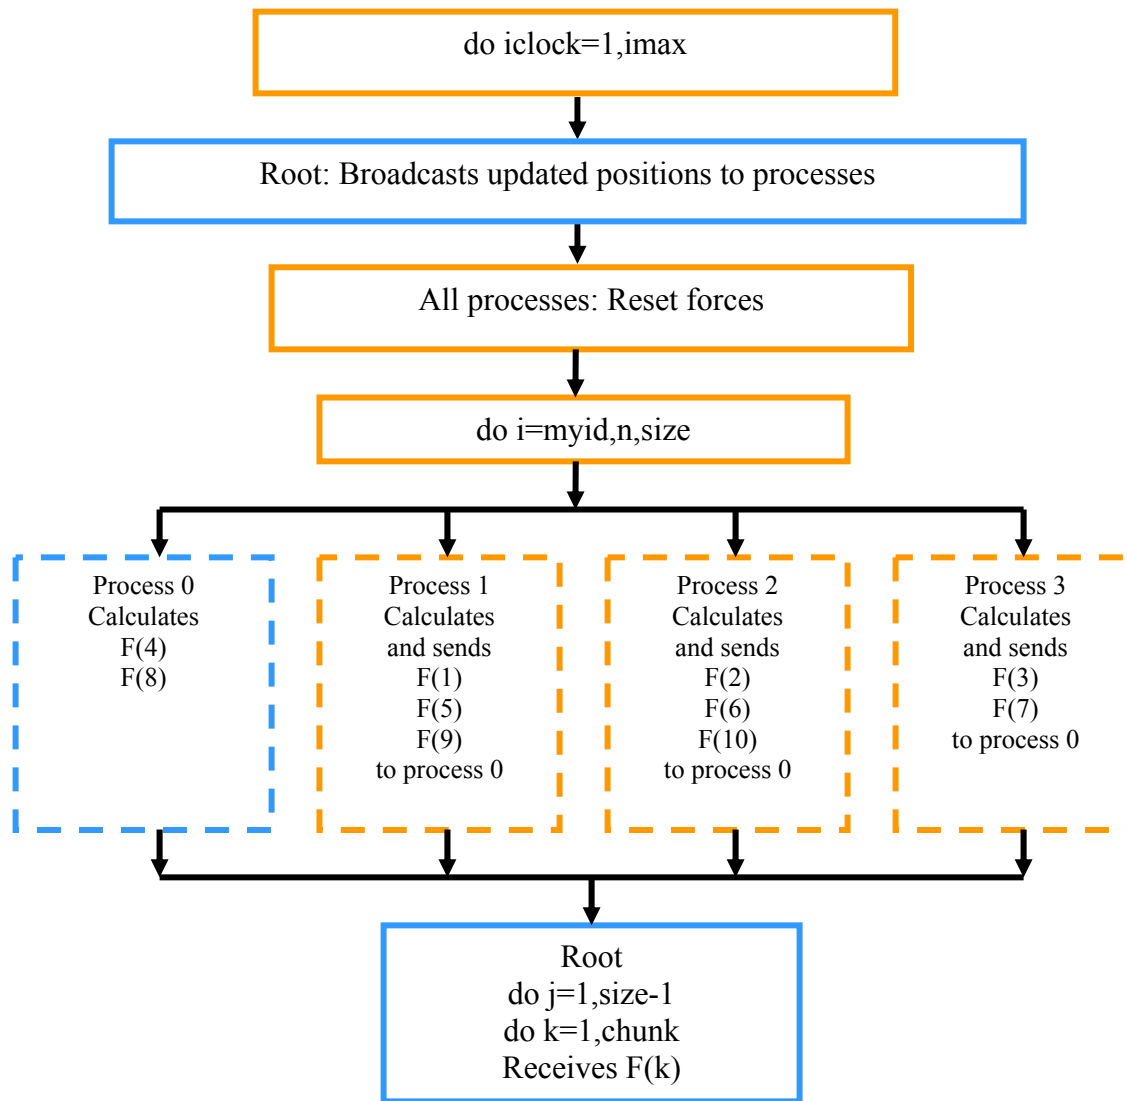 do iclock=1,imax
Root: Broadcasts updated positions to processes
All processes: Reset forces
do i=myid,n,size
Process 0
Calculates
F(4)
F(8)
Process 1
Calculates
and sends
F(1)
F(5)
F(9)
to process 0
Process 2
Calculates
and sends
F(2)
F(6)
F(10)
to process 0
Process 3
Calculates
and sends
F(3)
F(7)
to process 0
Root
do j=1,size-1
do k=1,chunk
Receives F(k)